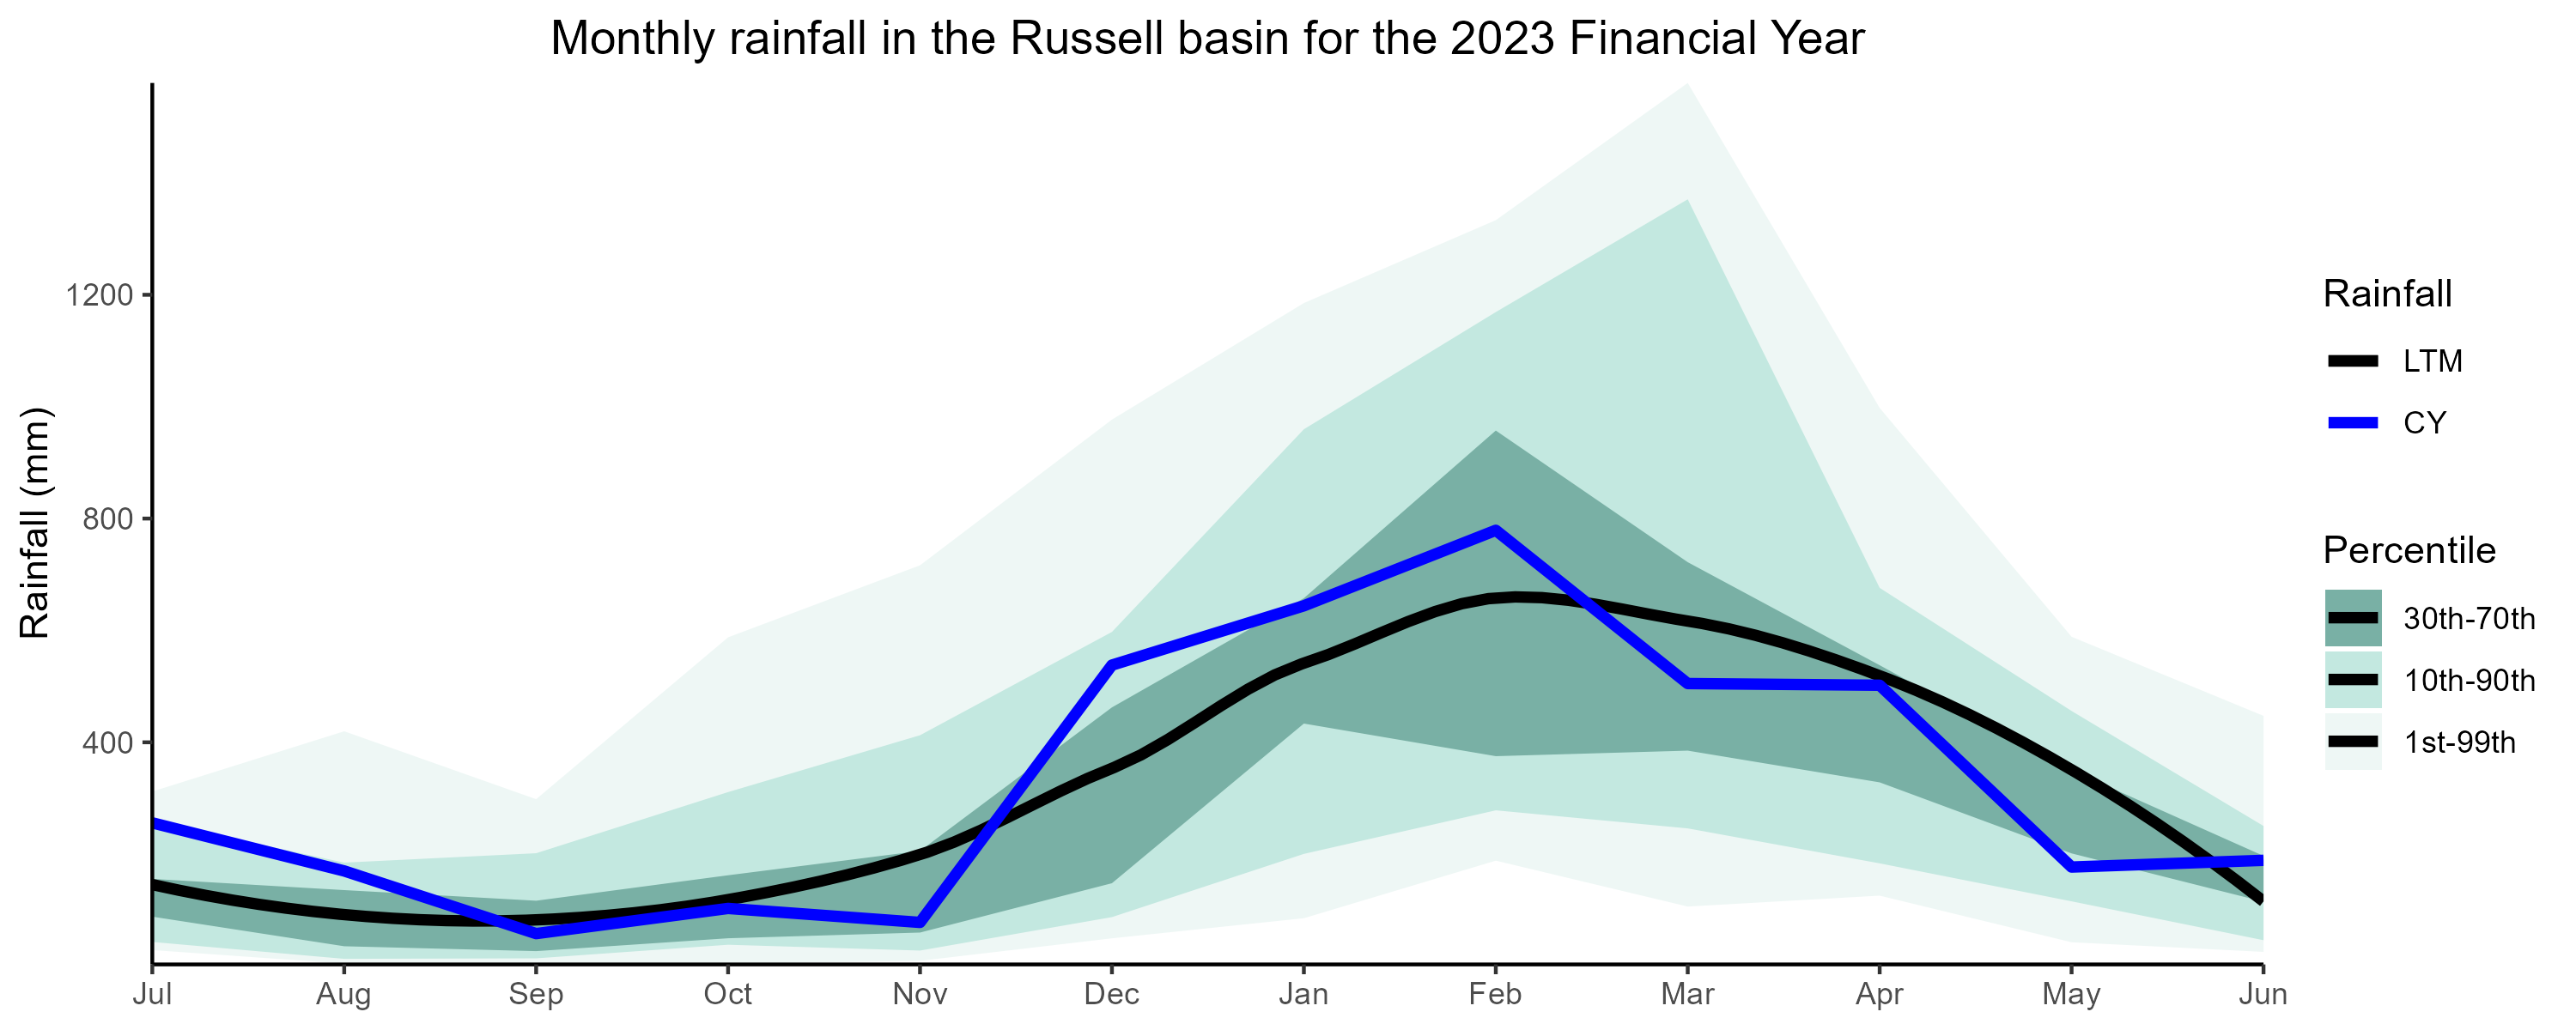 Monthly rainfall in the Russell basin for the 2023 Financial Year
Rainfall (mm)
1200
800
400
Jul Aug Sep Oct Nov Dec Jan Feb Mar Apr May Jun
Rainfall
LTM
CY
Percentile
30th-70th
10th-90th
1st-99th